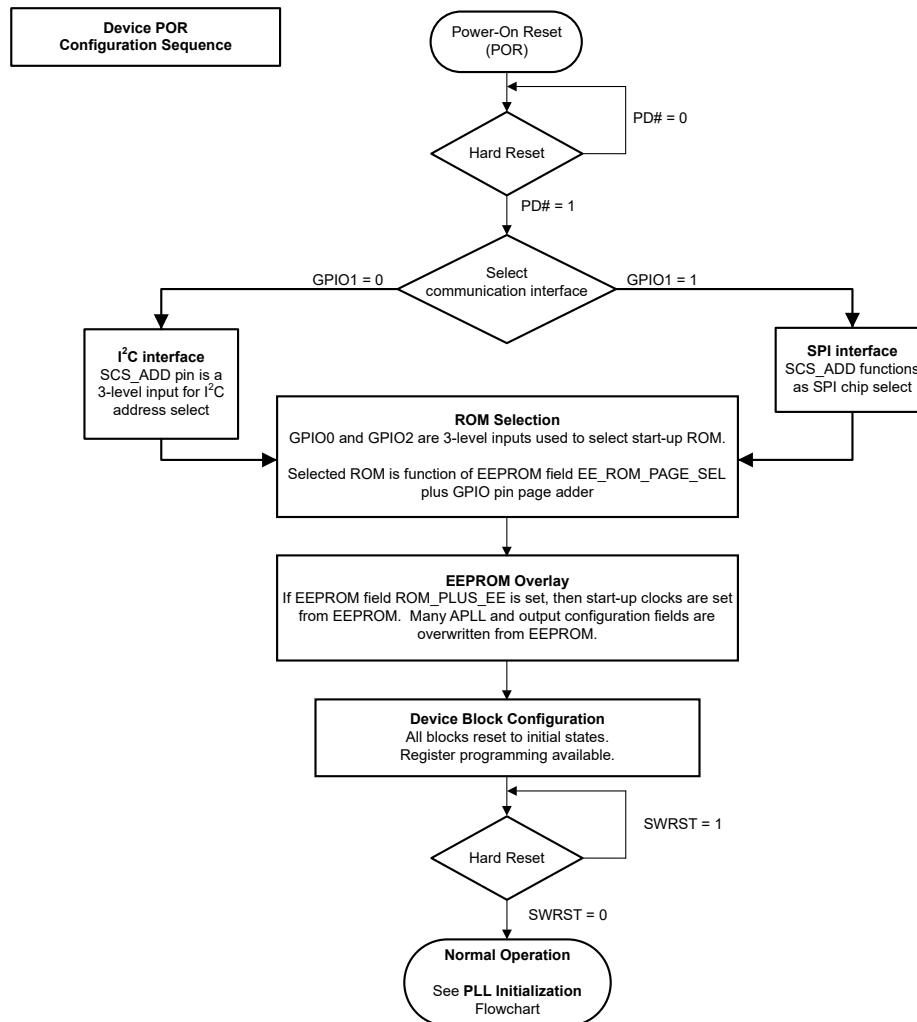 Device POR
Configuration Sequence
Power-On Reset
(POR)
PD# = 0
Hard Reset
PD# = 1
Select
communication interface
GPIO1 = 0
GPIO1 = 1
I²C interface
SCS_ADD pin is a
3-level input for I²C
address select
SPI interface
SCS_ADD functions
as SPI chip select
ROM Selection
GPIO0 and GPIO2 are 3-level inputs used to select start-up ROM.
Selected ROM is function of EEPROM field EE_ROM_PAGE_SEL
plus GPIO pin page adder
EEPROM Overlay
If EEPROM field ROM_PLUS_EE is set, then start-up clocks are set
from EEPROM. Many APLL and output configuration fields are
overwritten from EEPROM.
Device Block Configuration
All blocks reset to initial states.
Register programming available.
SWRST = 1
Hard Reset
SWRST = 0
Normal Operation
See PLL Initialization
Flowchart